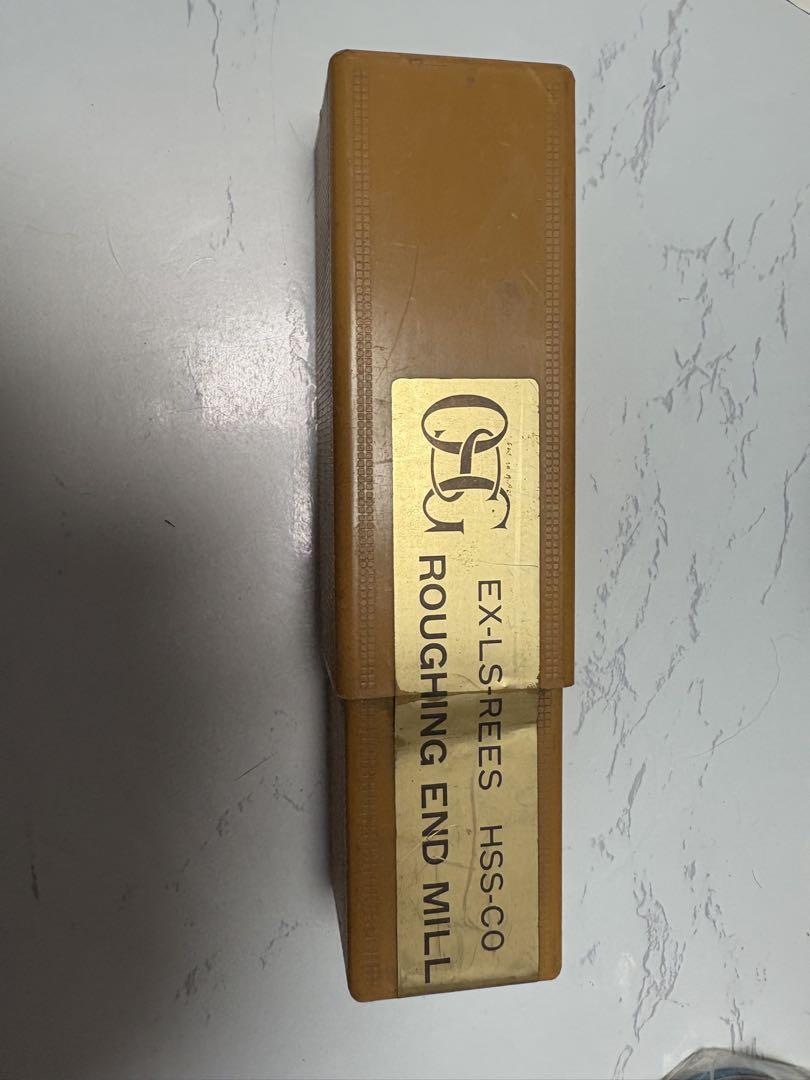 OSG
EX-LS-REES HSS-CO
ROUGHING END MILL